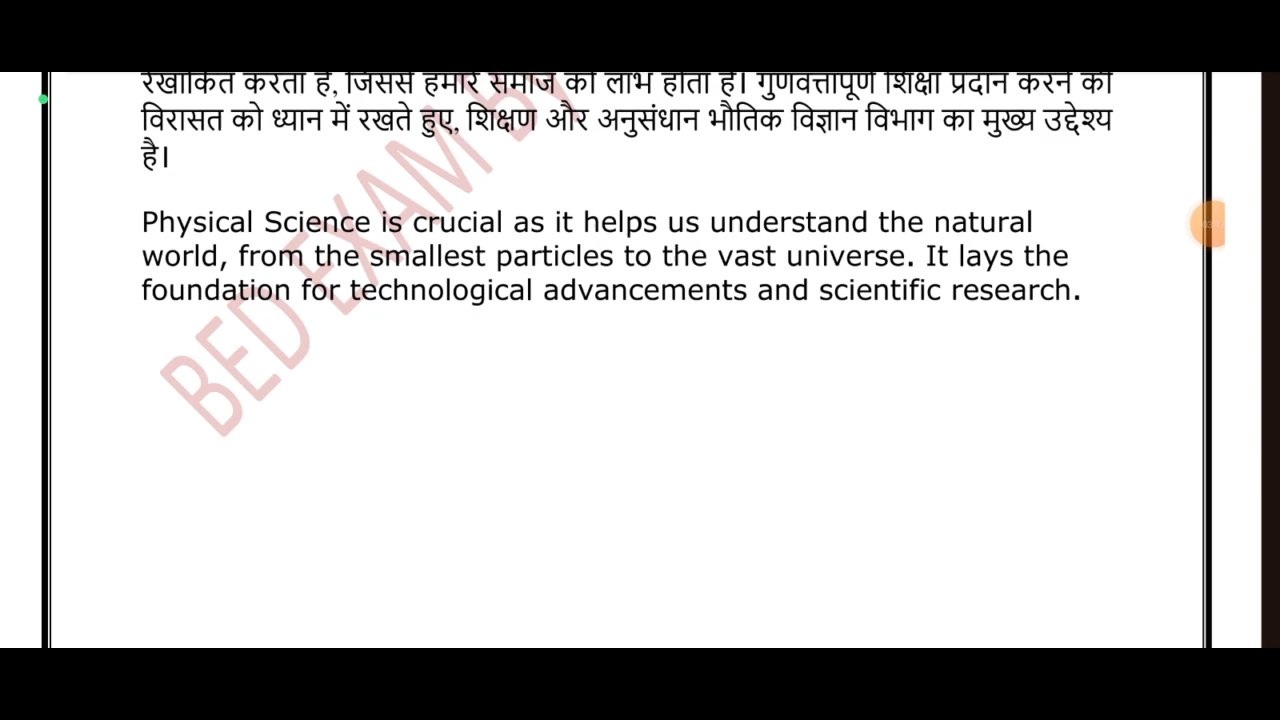 रेखांकित करता है, जिससे हमारे समाज को लाभ होता है। गुणवत्तापूर्ण शिक्षा प्रदान करने की
विरासत को ध्यान में रखते हुए, शिक्षण और अनुसंधान भौतिक विज्ञान विभाग का मुख्य उद्देश्य
है।
Physical Science is crucial as it helps us understand the natural
world, from the smallest particles to the vast universe. It lays the
foundation for technological advancements and scientific research.
BED EXAM by